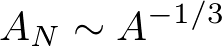 $A_N \sim A^{-1/3}$